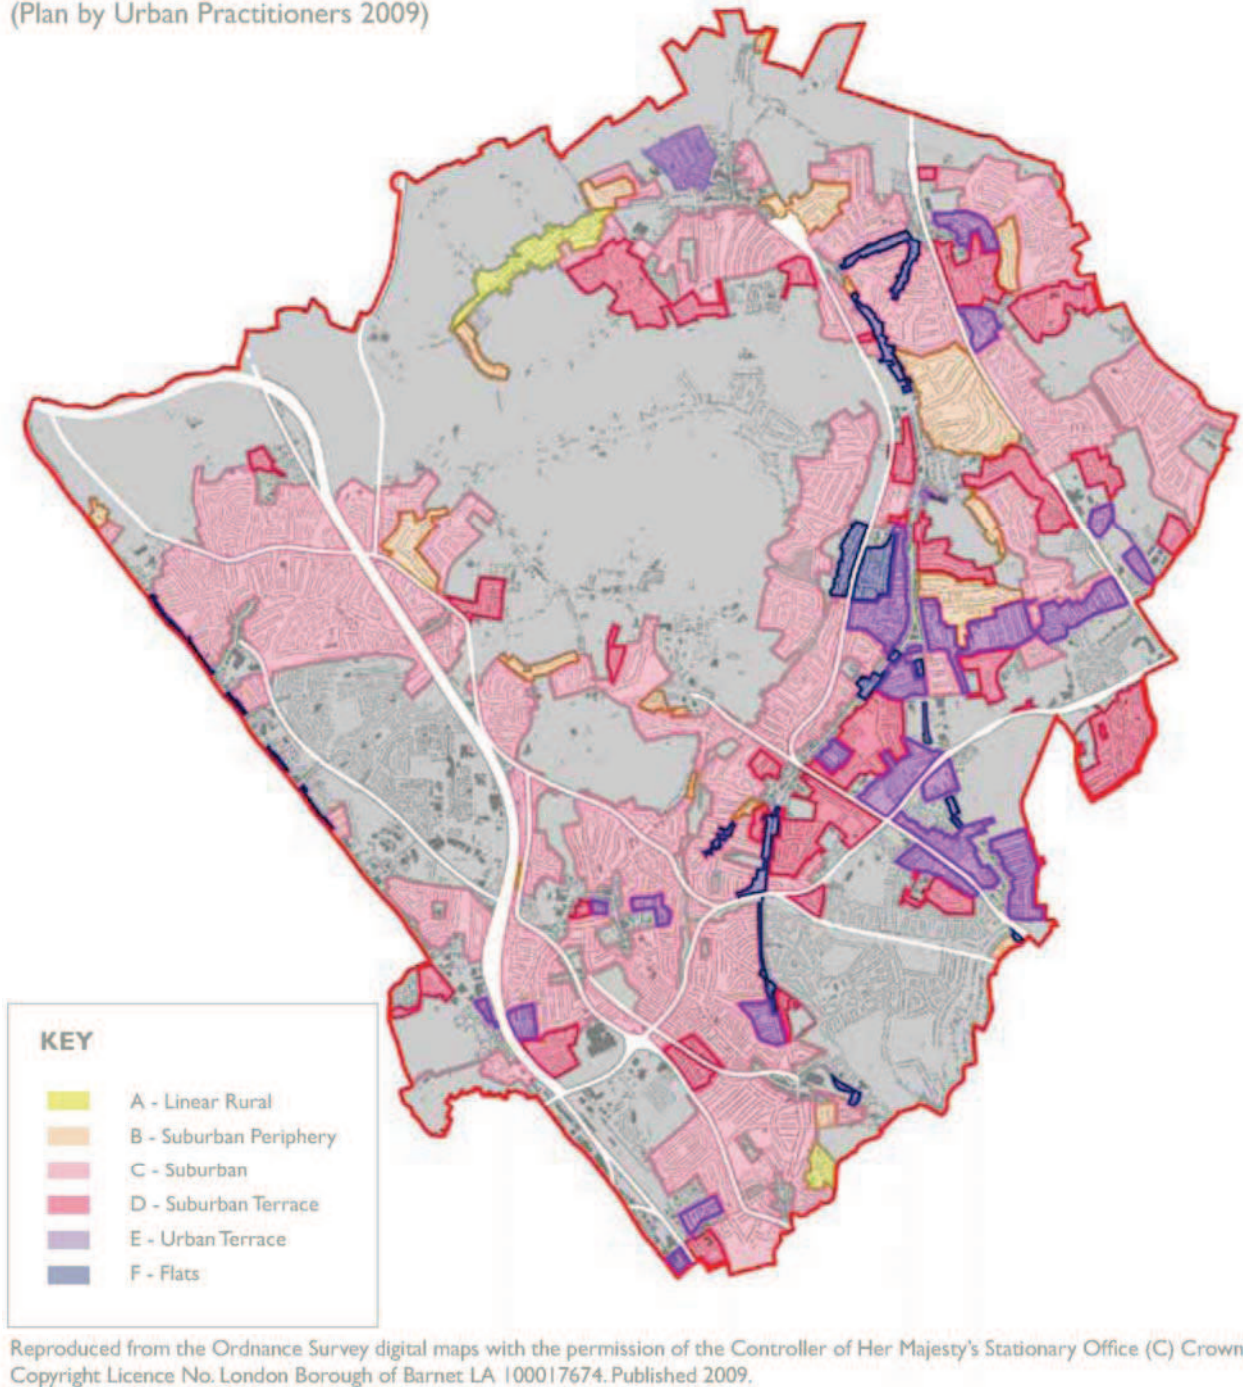 (Plan by Urban Practitioners 2009)
KEY
A - Linear Rural
B - Suburban Periphery
C - Suburban
D - Suburban Terrace
E - Urban Terrace
F - Flats
Reproduced from the Ordnance Survey digital maps with the permission of the Controller of Her Majesty's Stationary Office (C) Crown
Copyright Licence No. London Borough of Barnet LA 100017674. Published 2009.